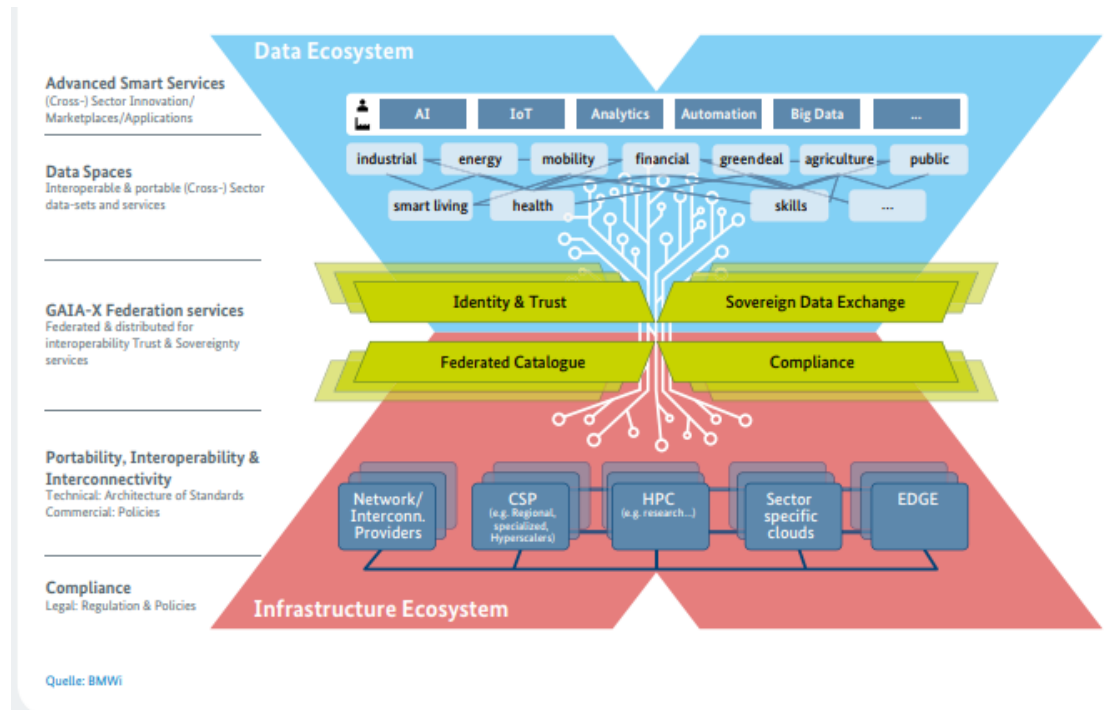 Data Ecosystem
Advanced Smart Services
(Cross-) Sector Innovation/
Marketplaces/Applications
AI
IoT
Analytics
Automation
Big Data
...
Data Spaces
Interoperable & portable (Cross-) Sector
data-sets and services
industrial
energy
mobility
financial
greendeal
agriculture
public
smart living
health
skills
...
GAIA-X Federation services
Federated & distributed for
interoperability Trust & Sovereignty
services
Identity & Trust
Sovereign Data Exchange
Federated Catalogue
Compliance
Portability, Interoperability &
Interconnectivity
Technical: Architecture of Standards
Commercial: Policies
Network/
Interconn.
Providers
CSP
(e.g. Regional,
specialized,
Hyperscalers)
HPC
(e.g. research...)
Sector
specific
clouds
EDGE
Compliance
Legal: Regulation & Policies
Infrastructure Ecosystem
Quelle: BMWi